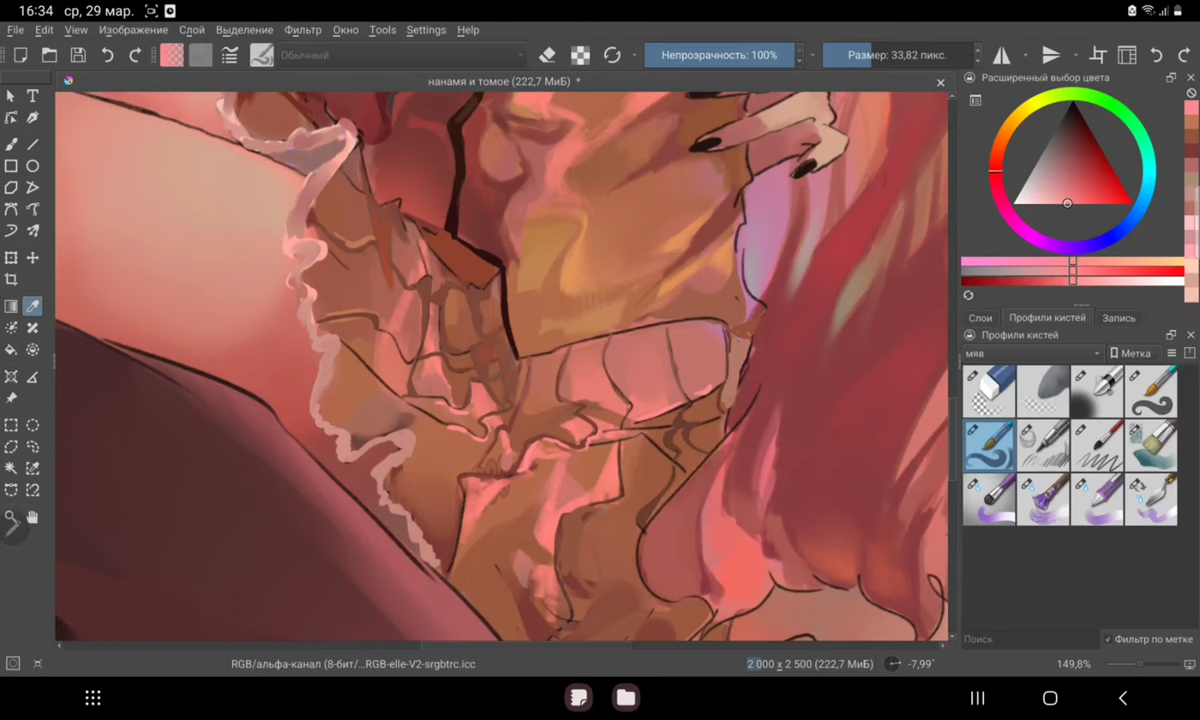 16:34 ср, 29 мар.
File Edit View Изображение Слой Выделение Фильтр Окно Tools Settings Help
Обычный Непрозрачность: 100% Размер: 33,82 пикс.
нанамя и томое (222,7 МиБ) *
Расширенный выбор цвета
Слои Профили кистей Запись
Профили кистей
мяв Метка
Поиск Фильтр по метке
RGB/альфа-канал (8-бит/...RGB-elle-V2-srgbtrc.icc 2 000 x 2 500 (222,7 МиБ) -7,99° 149,8%